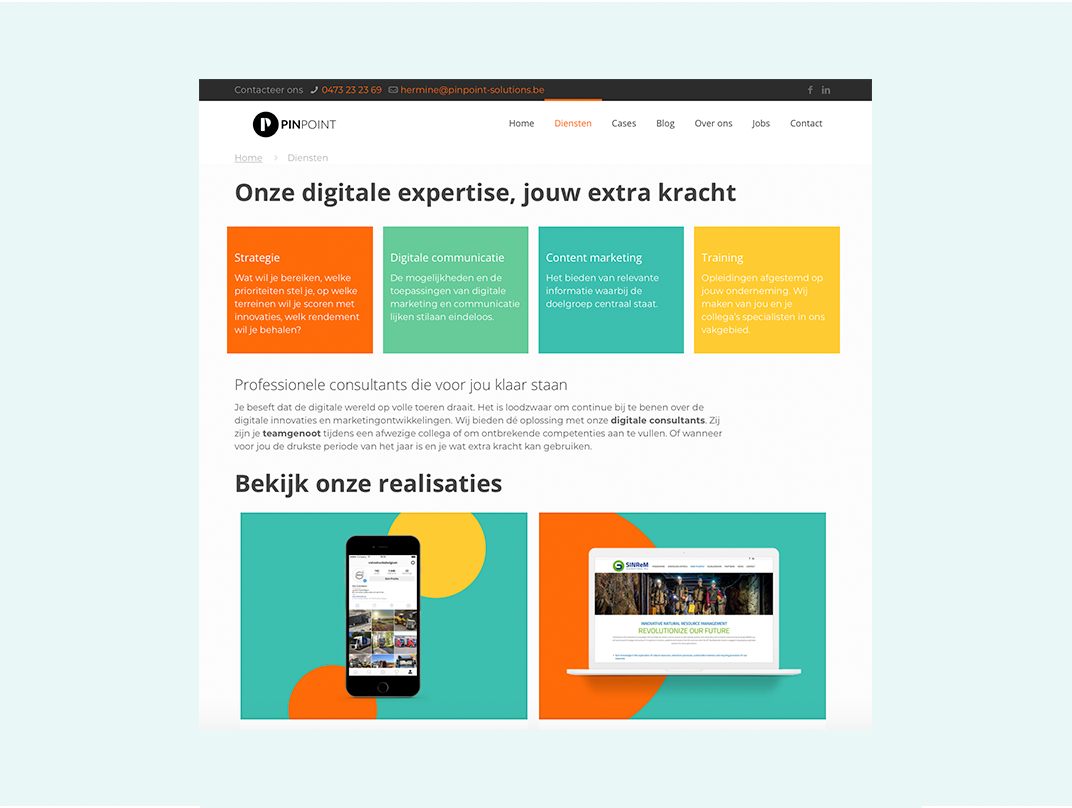 Contacteer ons 0473 23 23 69 hermine@pinpoint-solutions.be
PINPOINT
Home Diensten Cases Blog Over ons Jobs Contact
Home > Diensten
Onze digitale expertise, jouw extra kracht
Strategie
Wat wil je bereiken, welke
prioriteiten stel je, op welke
terreinen wil je scoren met
innovaties, welk rendement
wil je behalen?
Digitale communicatie
De mogelijkheden en de
toepassingen van digitale
marketing en communicatie
lijken stilaan eindeloos.
Content marketing
Het bieden van relevante
informatie waarbij de
doelgroep centraal staat.
Training
Opleidingen afgestemd op
jouw onderneming. Wij
maken van jou en je
collega's specialisten in ons
vakgebied.
Professionele consultants die voor jou klaar staan
Je beseft dat de digitale wereld op volle toeren draait. Het is loodzwaar om continue bij te benen over de
digitale innovaties en marketingontwikkelingen. Wij bieden dé oplossing met onze digitale consultants. Zij
zijn je teamgenoot tijdens een afwezige collega of om ontbrekende competenties aan te vullen. Of wanneer
voor jou de drukste periode van het jaar is en je wat extra kracht kan gebruiken.
Bekijk onze realisaties
SINReM
INNOVATIVE NATURAL RESOURCE MANAGEMENT
REVOLUTIONIZE OUR FUTURE